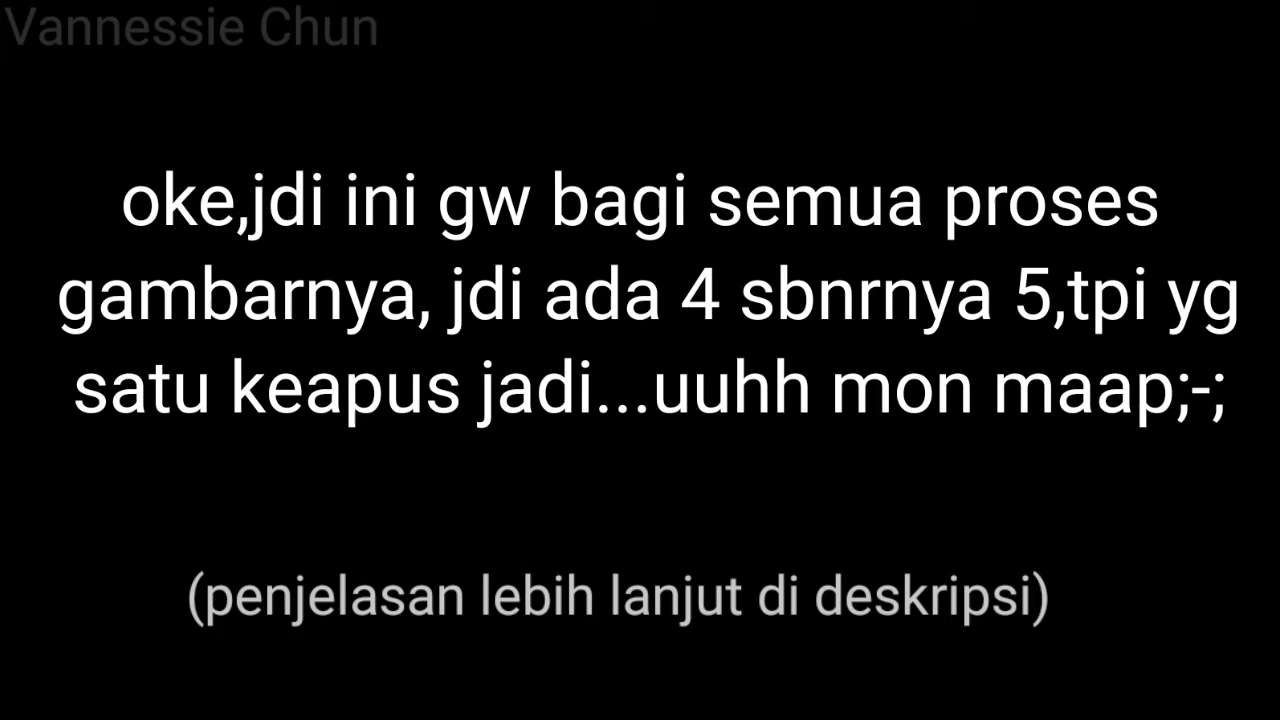 Vannessie Chun
oke,jdi ini gw bagi semua proses
gambarnya, jdi ada 4 sbnrnya 5,tpi yg
satu keapus jadi...uuhh mon maap;-;
(penjelasan lebih lanjut di deskripsi)